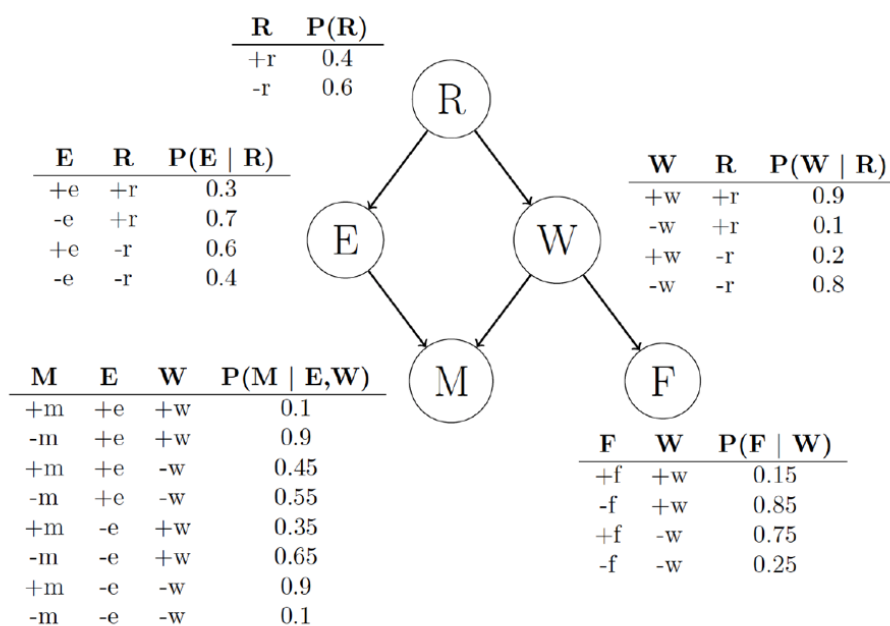 R P(R)
+r 0.4
-r 0.6
R
E R P(E | R)
+e +r 0.3
-e +r 0.7
+e -r 0.6
-e -r 0.4
E
W
W R P(W | R)
+w +r 0.9
-w +r 0.1
+w -r 0.2
-w -r 0.8
M E W P(M | E,W)
+m +e +w 0.1
-m +e +w 0.9
+m +e -w 0.45
-m +e -w 0.55
+m -e +w 0.35
-m -e +w 0.65
+m -e -w 0.9
-m -e -w 0.1
M
F
F W P(F | W)
+f +w 0.15
-f +w 0.85
+f -w 0.75
-f -w 0.25